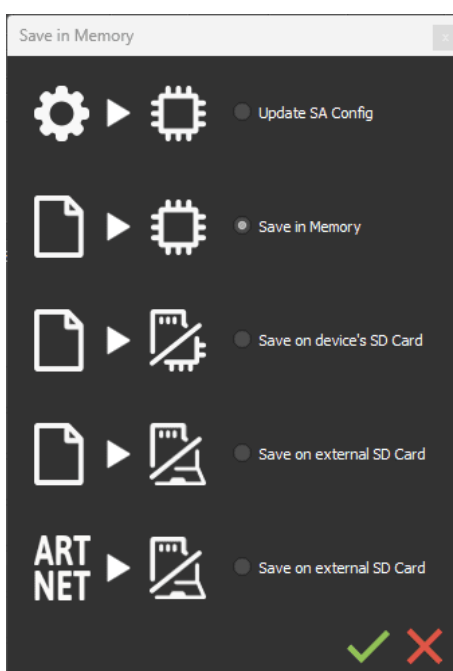 Save in Memory
x
Update SA Config
Save in Memory
Save on device's SD Card
Save on external SD Card
ART
NET
Save on external SD Card